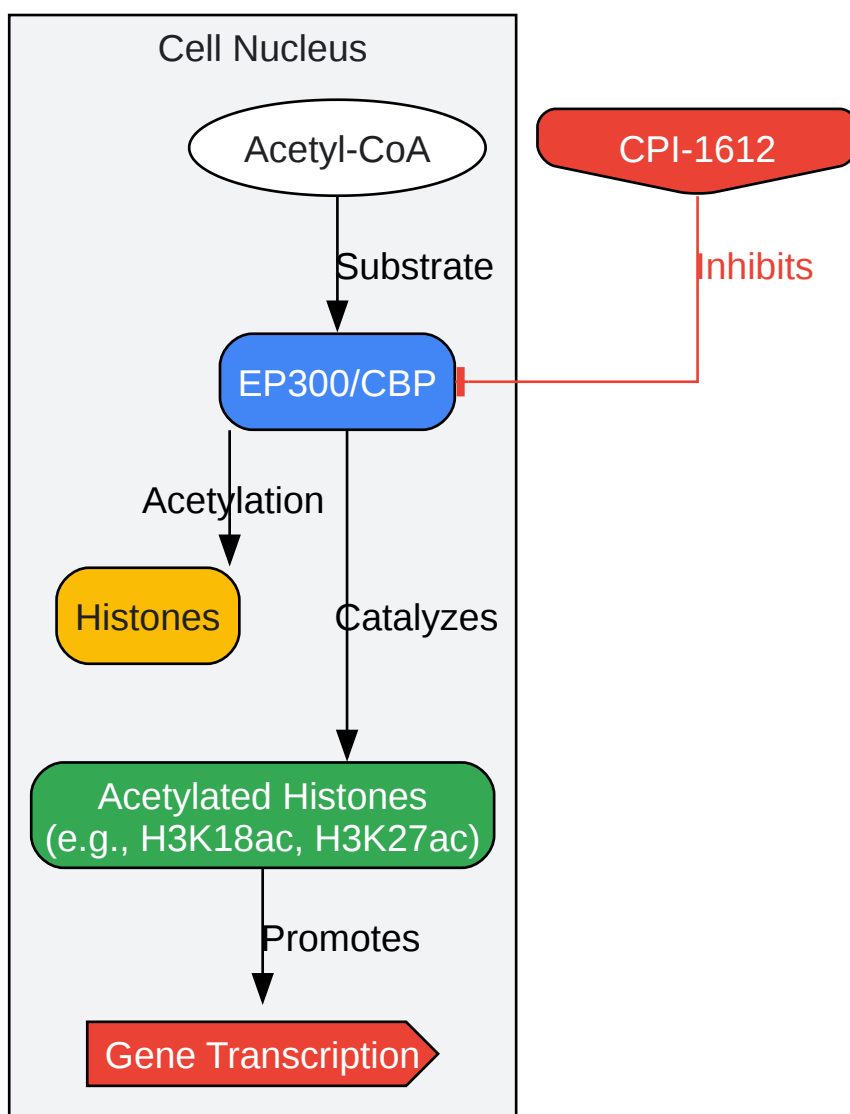 Cell Nucleus
Acetyl-CoA
CPI-1612
Substrate
Inhibits
EP300/CBP
Acetylation
Histones
Catalyzes
Acetylated Histones
(e.g., H3K18ac, H3K27ac)
Promotes
Gene Transcription